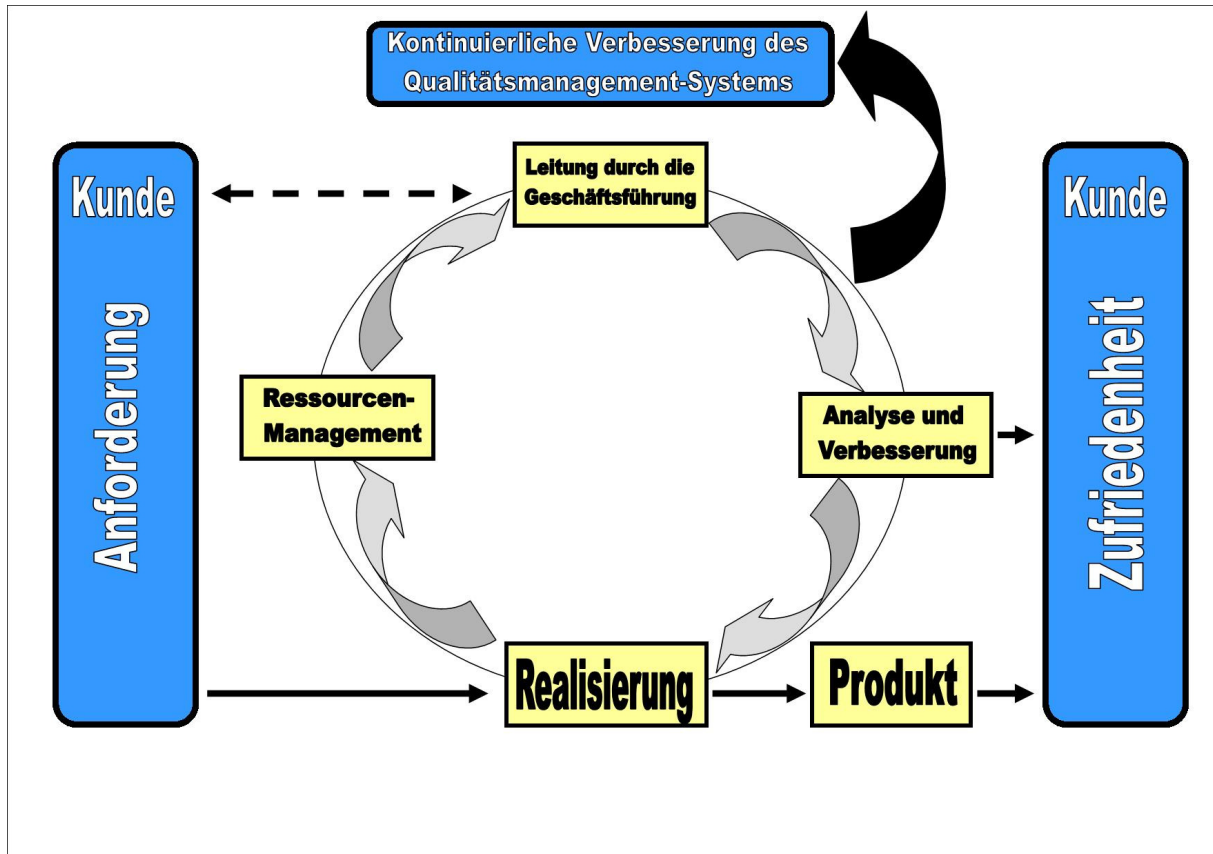 Kontinuierliche Verbesserung des
Qualitätsmanagement-Systems
Kunde
Anforderung
Leitung durch die
Geschäftsführung
Kunde
Zufriedenheit
Ressourcen-
Management
Analyse und
Verbesserung
Realisierung
Produkt